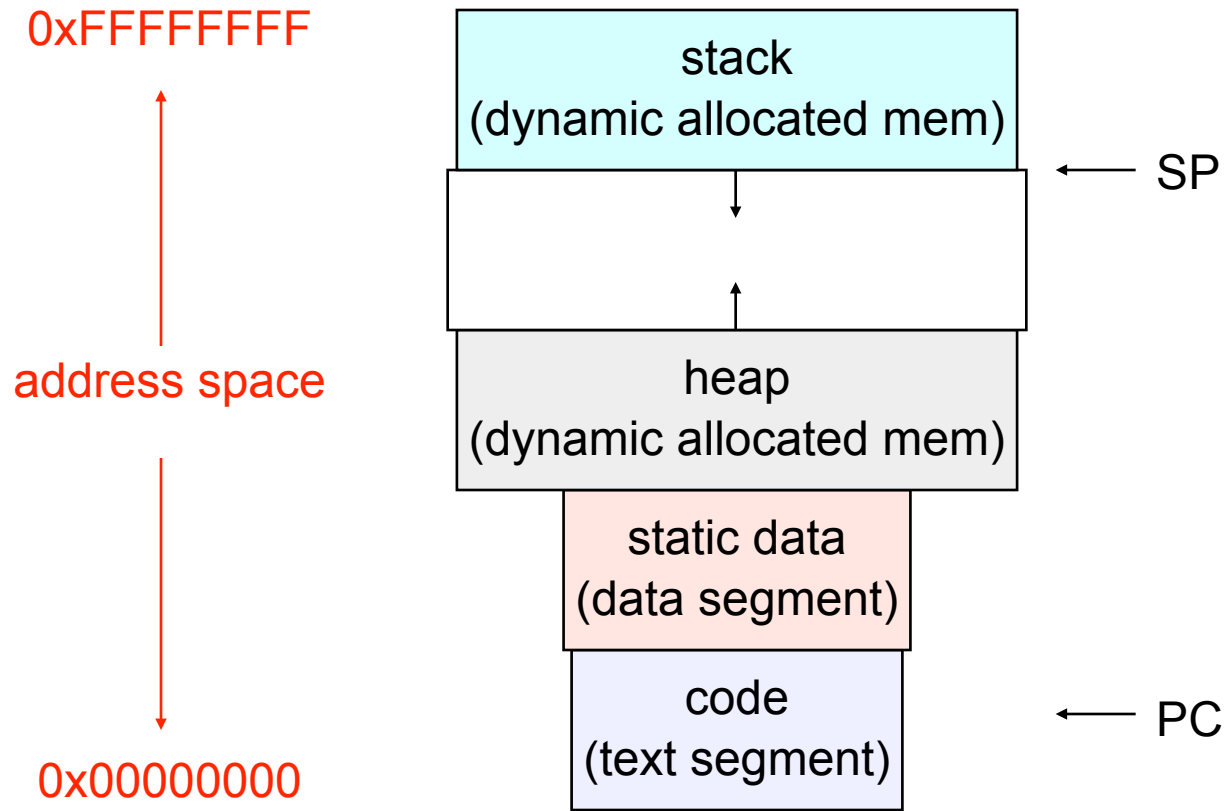 0xFFFFFFFF
stack
(dynamic allocated mem)
SP
address space
heap
(dynamic allocated mem)
static data
(data segment)
code
(text segment)
PC
0x00000000